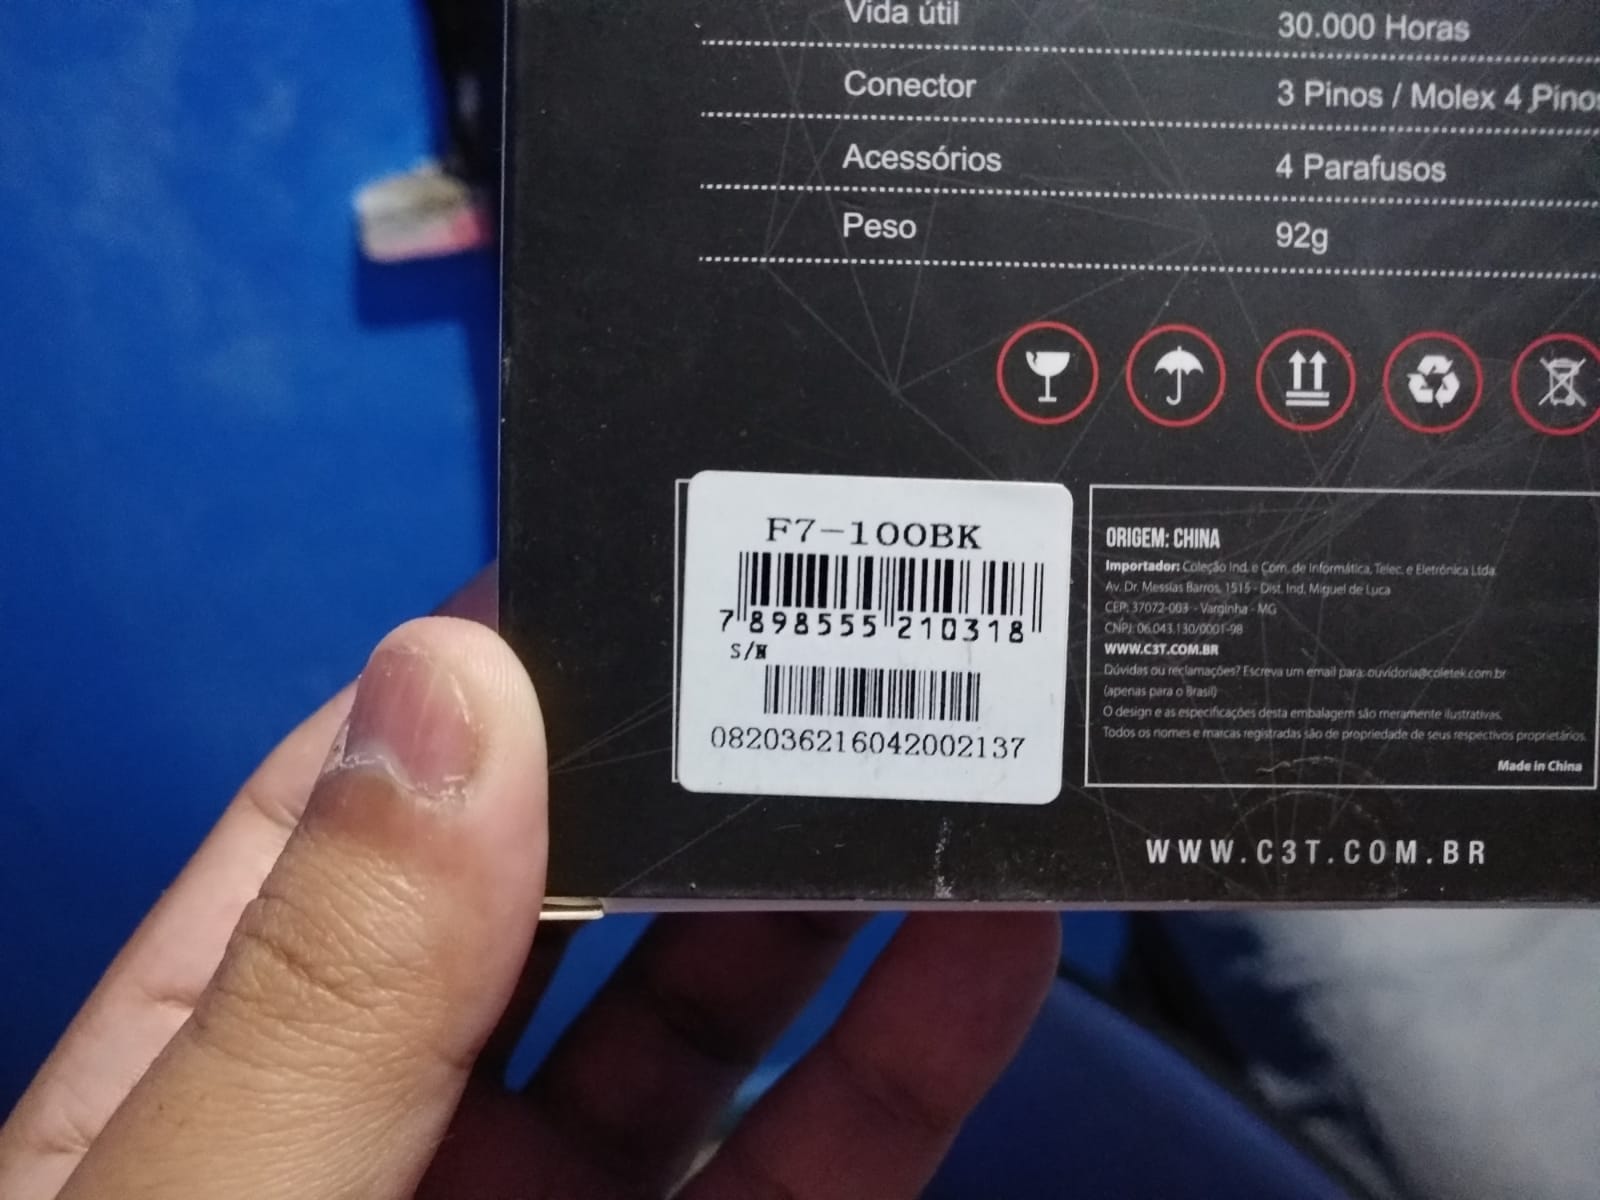 Vida útil 30.000 Horas
Conector 3 Pinos / Molex 4 Pinos
Acessórios 4 Parafusos
Peso 92g
F7-100BK
7 898555 210318
S/N
082036216042002137
ORIGEM: CHINA
Importador: Coleção Ind. e Com. de Informática, Telec. e Eletrônica Ltda.
Av. Dr. Messias Barros, 1515 - Dist. Ind. Miguel de Luca
CEP: 37072-003 - Varginha - MG
CNPJ: 06.043.130/0001-98
WWW.C3T.COM.BR
Dúvidas ou reclamações? Escreva um email para: ouvidoria@coletek.com.br
(apenas para o Brasil)
O design e as especificações desta embalagem são meramente ilustrativas.
Todos os nomes e marcas registradas são de propriedade de seus respectivos proprietários.
Made in China
WWW.C3T.COM.BR